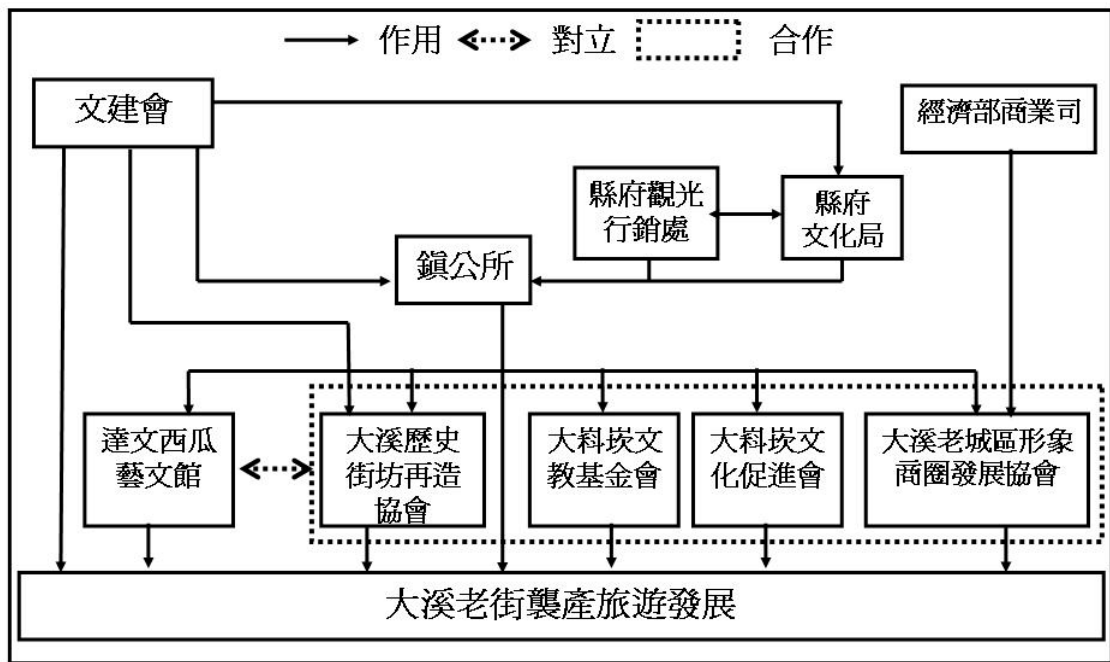 作用 對立 合作
文建會
經濟部商業司
縣府觀光
行銷處
縣府
文化局
鎮公所
達文西瓜
藝文館
大溪歷史
街坊再造
協會
大嵙崁文
教基金會
大嵙崁文
化促進會
大溪老城區形象
商圈發展協會
大溪老街襲產旅遊發展